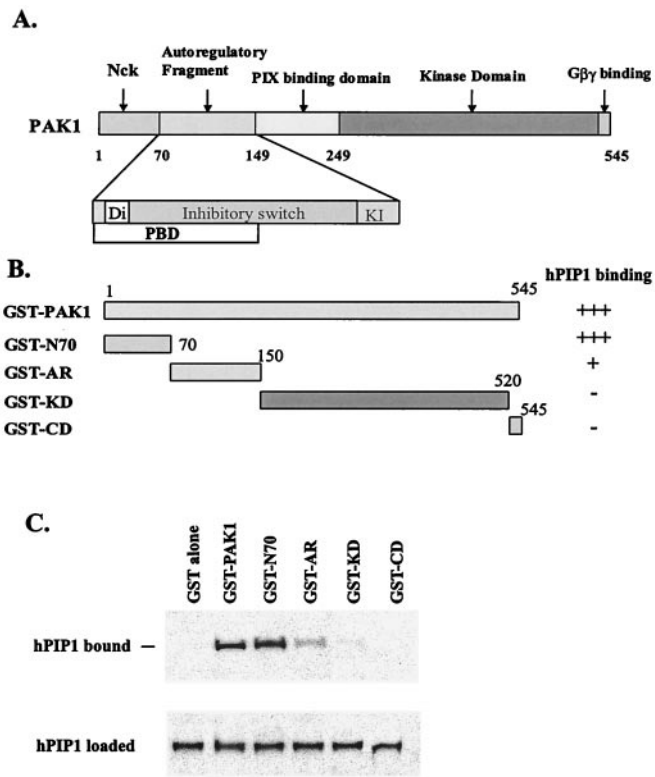 A.
Autoregulatory
Fragment
Nck
PIX binding domain
Kinase Domain
Gβγ binding
PAK1
1 70 149 249 545
Di Inhibitory switch KI
PBD
B.
hPIP1 binding
1 545
GST-PAK1 +++
GST-N70 70 +++
150
GST-AR +
520
GST-KD -
545
GST-CD -
C.
GST alone
GST-PAK1
GST-N70
GST-AR
GST-KD
GST-CD
hPIP1 bound –
hPIP1 loaded